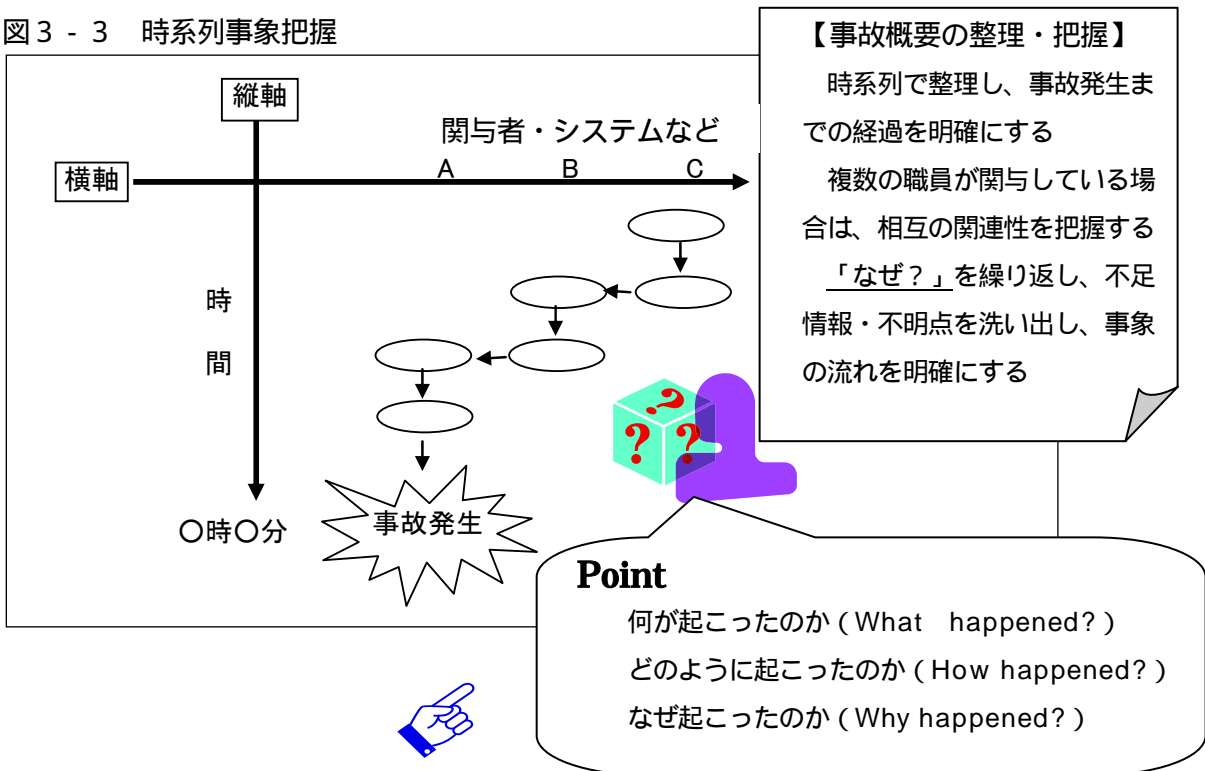 図３‐３　時系列事象把握
【事故概要の整理・把握】
時系列で整理し、事故発生ま
での経過を明確にする
複数の職員が関与している場
合は、相互の関連性を把握する
「なぜ？」を繰り返し、不足
情報・不明点を洗い出し、事象
の流れを明確にする
縦軸
関与者・システムなど
横軸
A B C
時
間
〇時〇分
事故発生
? ? ?
Point
何が起こったのか（What　happened?）
どのように起こったのか（How happened?）
なぜ起こったのか（Why happened?）